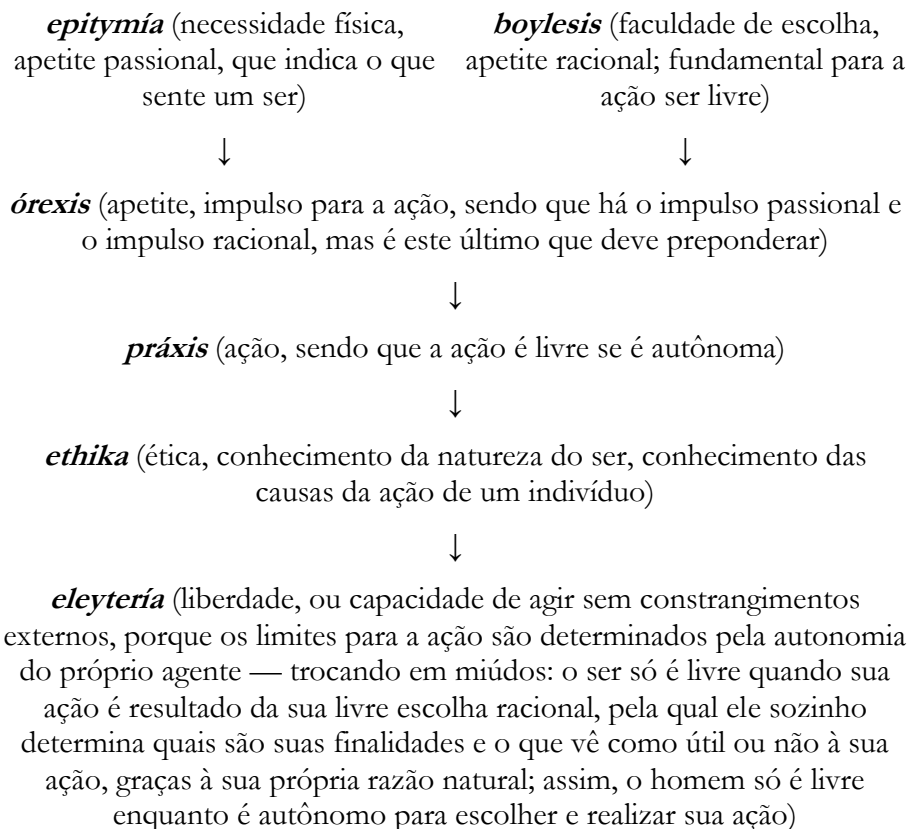 epitymía (necessidade física,
apetite passional, que indica o que
sente um ser)
boylesis (faculdade de escolha,
apetite racional; fundamental para a
ação ser livre)
↓ ↓
órexis (apetite, impulso para a ação, sendo que há o impulso passional e
o impulso racional, mas é este último que deve preponderar)
↓
práxis (ação, sendo que a ação é livre se é autônoma)
↓
ethika (ética, conhecimento da natureza do ser, conhecimento das
causas da ação de um indivíduo)
↓
eleytería (liberdade, ou capacidade de agir sem constrangimentos
externos, porque os limites para a ação são determinados pela autonomia
do próprio agente — trocando em miúdos: o ser só é livre quando sua
ação é resultado da sua livre escolha racional, pela qual ele sozinho
determina quais são suas finalidades e o que vê como útil ou não à sua
ação, graças à sua própria razão natural; assim, o homem só é livre
enquanto é autônomo para escolher e realizar sua ação)